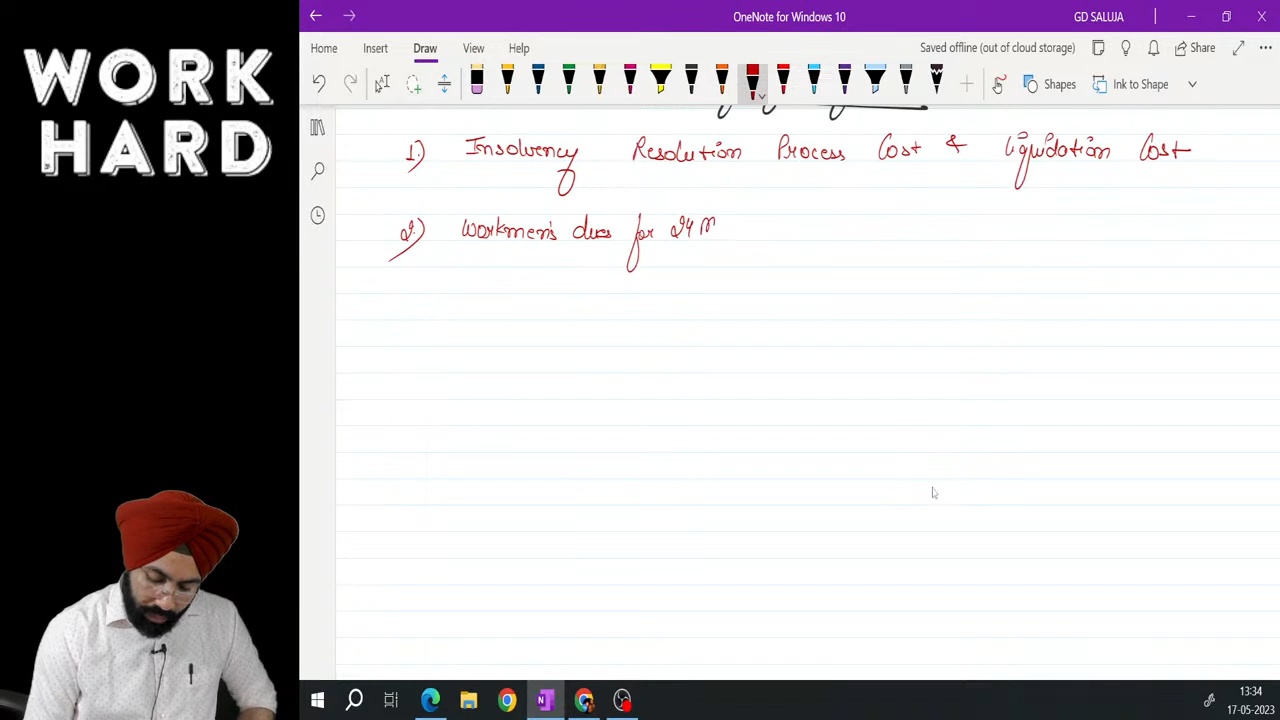 WORK
HARD
OneNote for Windows 10
GD SALUJA
Home Insert Draw View Help
Saved offline (out of cloud storage)
Share
Shapes
Ink to Shape
1.) Insolvency Resolution Process Cost & Liquidation Cost
2.) Workmen's dues for 24 M
13:34
17-05-2023